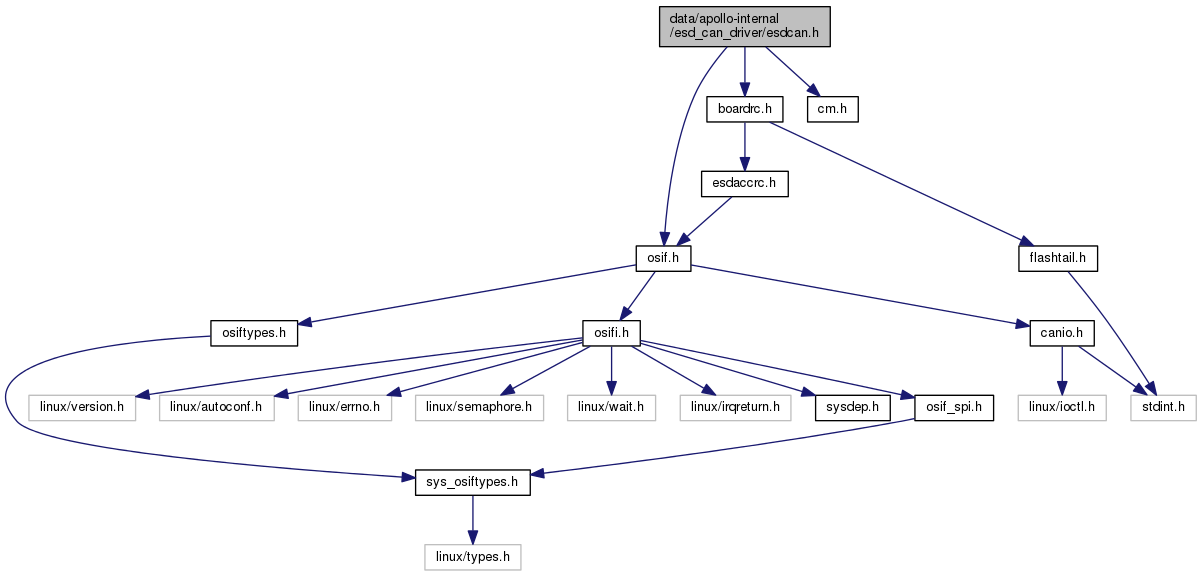 data/apollo-internal
/esd_can_driver/esdcan.h
boardrc.h
cm.h
esdaccrc.h
osif.h
flashtail.h
osiftypes.h
osifi.h
canio.h
linux/version.h
linux/autoconf.h
linux/errno.h
linux/semaphore.h
linux/wait.h
linux/irqreturn.h
sysdep.h
osif_spi.h
linux/ioctl.h
stdint.h
sys_osiftypes.h
linux/types.h